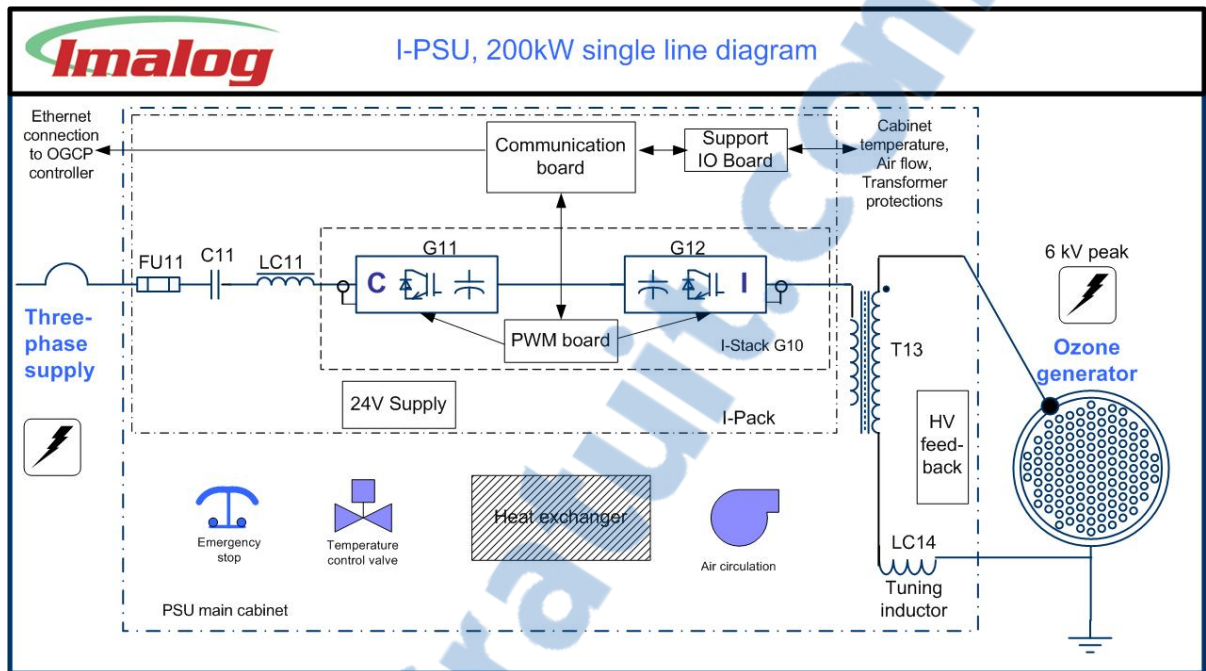 Imalog
I-PSU, 200kW single line diagram
Ethernet
connection
to OGCP
controller
Communication
board
Support
IO Board
Cabinet
temperature,
Air flow,
Transformer
protections
FU11
C11
LC11
G11
C
G12
I
PWM board
I-Stack G10
24V Supply
I-Pack
Three-
phase
supply
T13
HV
feed-
back
6 kV peak
Ozone
generator
Emergency
stop
Temperature
control valve
Heat exchanger
Air circulation
LC14
Tuning
inductor
PSU main cabinet